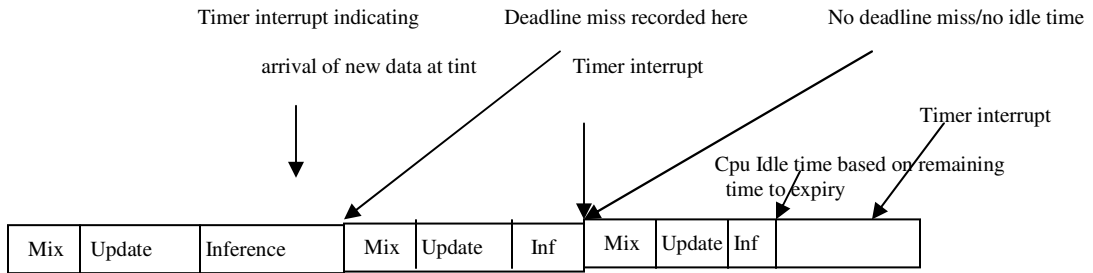 Timer interrupt indicating
arrival of new data at tint
Deadline miss recorded here
Timer interrupt
No deadline miss/no idle time
Timer interrupt
Cpu Idle time based on remaining
time to expiry
Mix Update Inference Mix Update Inf Mix Update Inf